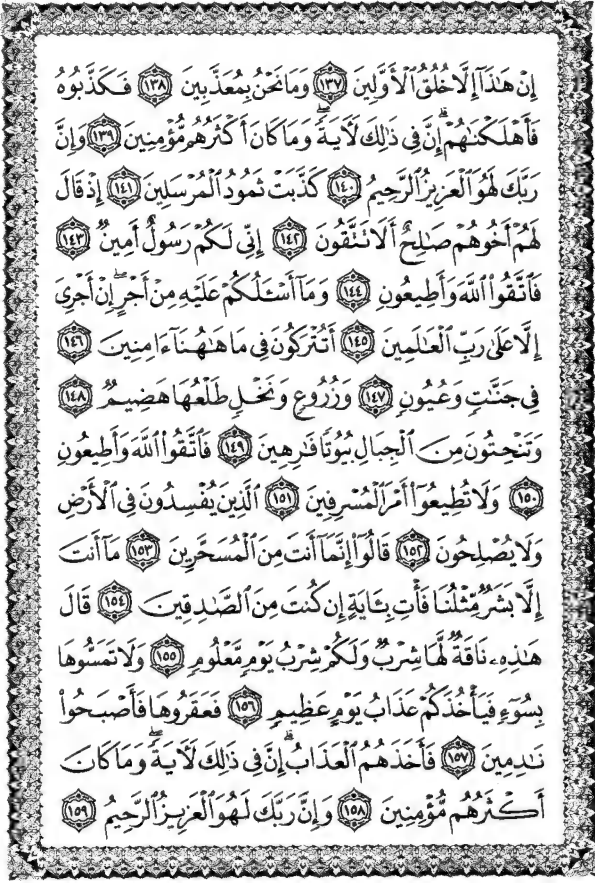 إِنْ هَٰذَآ إِلَّا خُلُقُ ٱلْأَوَّلِينَ ١٣٧ وَمَا نَحْنُ بِمُعَذَّبِينَ ١٣٨ فَكَذَّبُوهُ
فَأَهْلَكْنَٰهُمْ ۗ إِنَّ فِى ذَٰلِكَ لَءَايَةً ۖ وَمَا كَانَ أَكْثَرُهُم مُّؤْمِنِينَ ١٣٩ وَإِنَّ
رَبَّكَ لَهُوَ ٱلْعَزِيزُ ٱلرَّحِيمُ ١٤٠ كَذَّبَتْ ثَمُودُ ٱلْمُرْسَلِينَ ١٤١ إِذْ قَالَ
لَهُمْ أَخُوهُمْ صَٰلِحٌ أَلَا تَتَّقُونَ ١٤٢ إِنِّى لَكُمْ رَسُولٌ أَمِينٌ ١٤٣
فَٱتَّقُوا۟ ٱللَّهَ وَأَطِيعُونِ ١٤٤ وَمَآ أَسْـَٔلُكُمْ عَلَيْهِ مِنْ أَجْرٍ ۖ إِنْ أَجْرِىَ
إِلَّا عَلَىٰ رَبِّ ٱلْعَٰلَمِينَ ١٤٥ أَتُتْرَكُونَ فِى مَا هَٰهُنَآ ءَامِنِينَ ١٤٦
فِى جَنَّٰتٍ وَعُيُونٍ ١٤٧ وَزُرُوعٍ وَنَخْلٍ طَلْعُهَا هَضِيمٌ ١٤٨
وَتَنْحِتُونَ مِنَ ٱلْجِبَالِ بُيُوتًا فَٰرِهِينَ ١٤٩ فَٱتَّقُوا۟ ٱللَّهَ وَأَطِيعُونِ
١٥٠ وَلَا تُطِيعُوٓا۟ أَمْرَ ٱلْمُسْرِفِينَ ١٥١ ٱلَّذِينَ يُفْسِدُونَ فِى ٱلْأَرْضِ
وَلَا يُصْلِحُونَ ١٥٢ قَالُوٓا۟ إِنَّمَآ أَنتَ مِنَ ٱلْمُسَحَّرِينَ ١٥٣ مَآ أَنتَ
إِلَّا بَشَرٌ مِّثْلُنَا فَأْتِ بِـَٔايَةٍ إِن كُنتَ مِنَ ٱلصَّٰدِقِينَ ١٥٤ قَالَ
هَٰذِهِۦ نَاقَةٌ لَّهَا شِرْبٌ وَلَكُمْ شِرْبُ يَوْمٍ مَّعْلُومٍ ١٥٥ وَلَا تَمَسُّوهَا
بِسُوٓءٍ فَيَأْخُذَكُمْ عَذَابُ يَوْمٍ عَظِيمٍ ١٥٦ فَعَقَرُوهَا فَأَصْبَحُوا۟
نَٰدِمِينَ ١٥٧ فَأَخَذَهُمُ ٱلْعَذَابُ ۗ إِنَّ فِى ذَٰلِكَ لَءَايَةً ۖ وَمَا كَانَ
أَكْثَرُهُم مُّؤْمِنِينَ ١٥٨ وَإِنَّ رَبَّكَ لَهُوَ ٱلْعَزِيزُ ٱلرَّحِيمُ ١٥٩